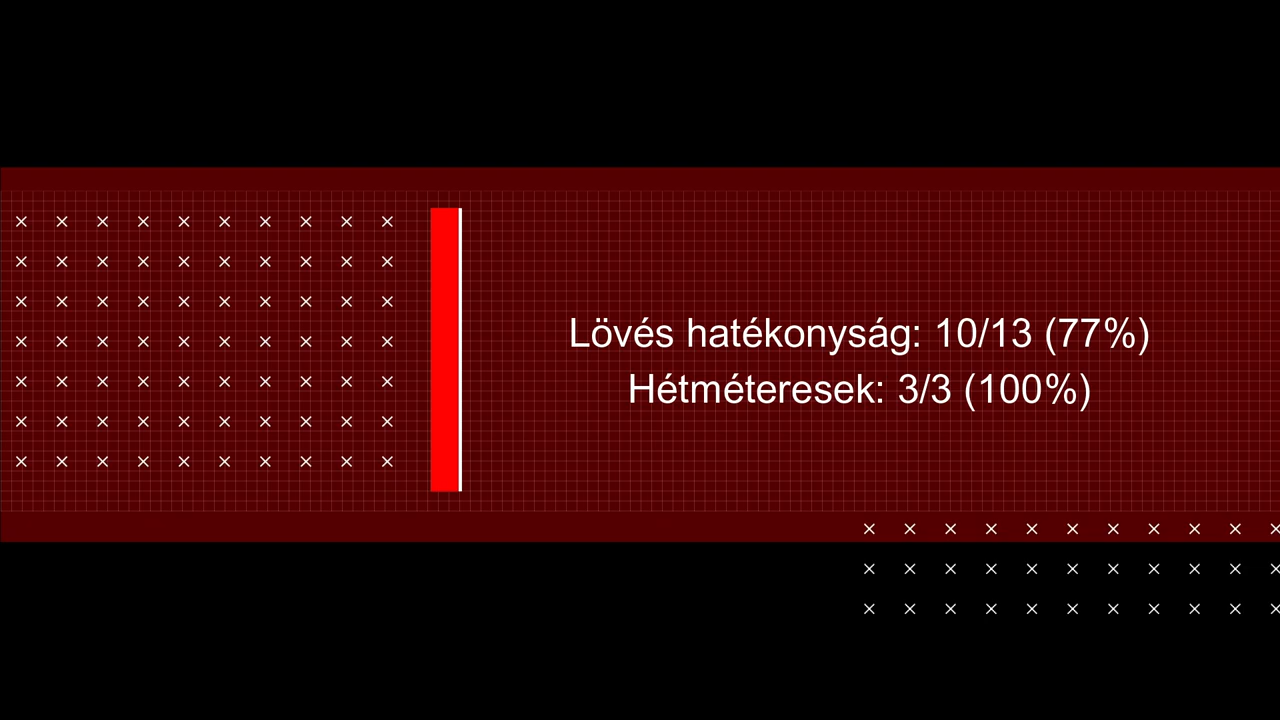 Lövés hatékonyság: 10/13 (77%)
Hétméteresek: 3/3 (100%)